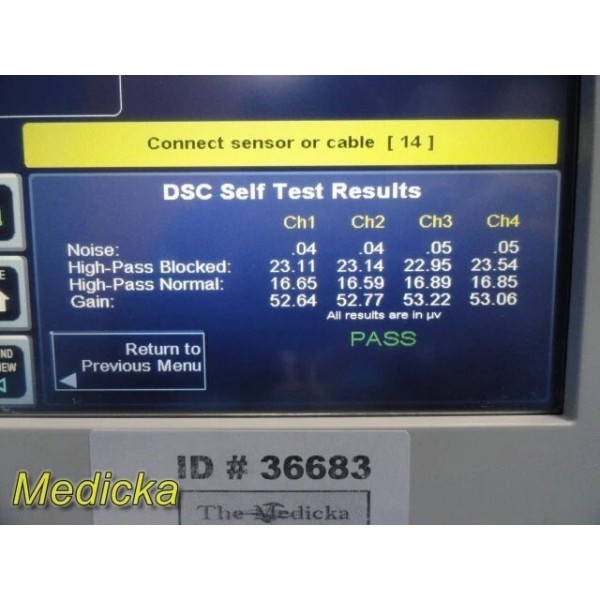 Connect sensor or cable [ 14 ]
DSC Self Test Results
Ch1 Ch2 Ch3 Ch4
Noise: .04 .04 .05 .05
High-Pass Blocked: 23.11 23.14 22.95 23.54
High-Pass Normal: 16.65 16.59 16.89 16.85
Gain: 52.64 52.77 53.22 53.06
All results are in µv
PASS
Return to
Previous Menu
ID # 36683
Medicka
The Medicka